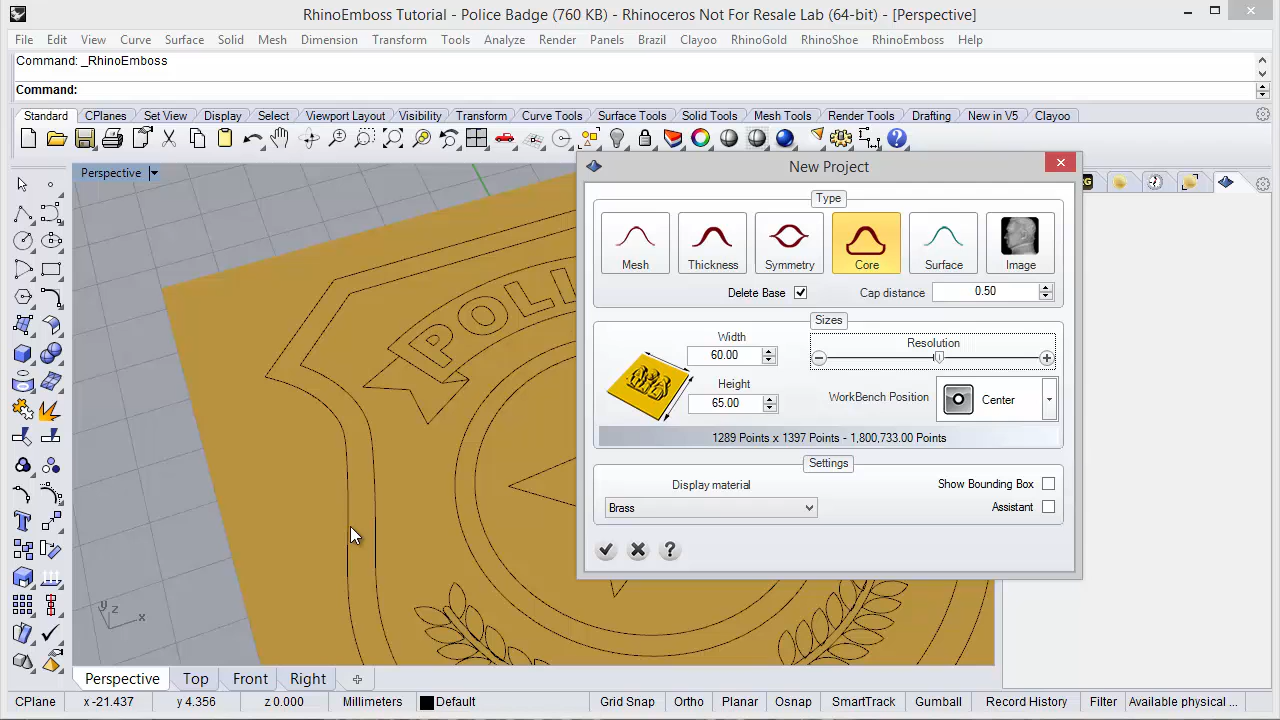 RhinoEmboss Tutorial - Police Badge (760 KB) - Rhinoceros Not For Resale Lab (64-bit) - [Perspective]
File Edit View Curve Surface Solid Mesh Dimension Transform Tools Analyze Render Panels Brazil Clayoo RhinoGold RhinoShoe RhinoEmboss Help
Command: _RhinoEmboss
Command:
Standard CPlanes Set View Display Select Viewport Layout Visibility Transform Curve Tools Surface Tools Solid Tools Mesh Tools Render Tools Drafting New in V5 Clayoo
Perspective
New Project
Type
Mesh Thickness Symmetry Core Surface Image
Delete Base Cap distance 0.50
Sizes
Width
60.00
Resolution
Height
65.00
WorkBench Position Center
1289 Points x 1397 Points - 1,800,733.00 Points
Settings
Display material
Brass
Show Bounding Box
Assistant
POLI
y z x
Perspective Top Front Right
CPlane x -21.437 y 4.356 z 0.000 Millimeters Default Grid Snap Ortho Planar Osnap SmartTrack Gumball Record History Filter Available physical ...